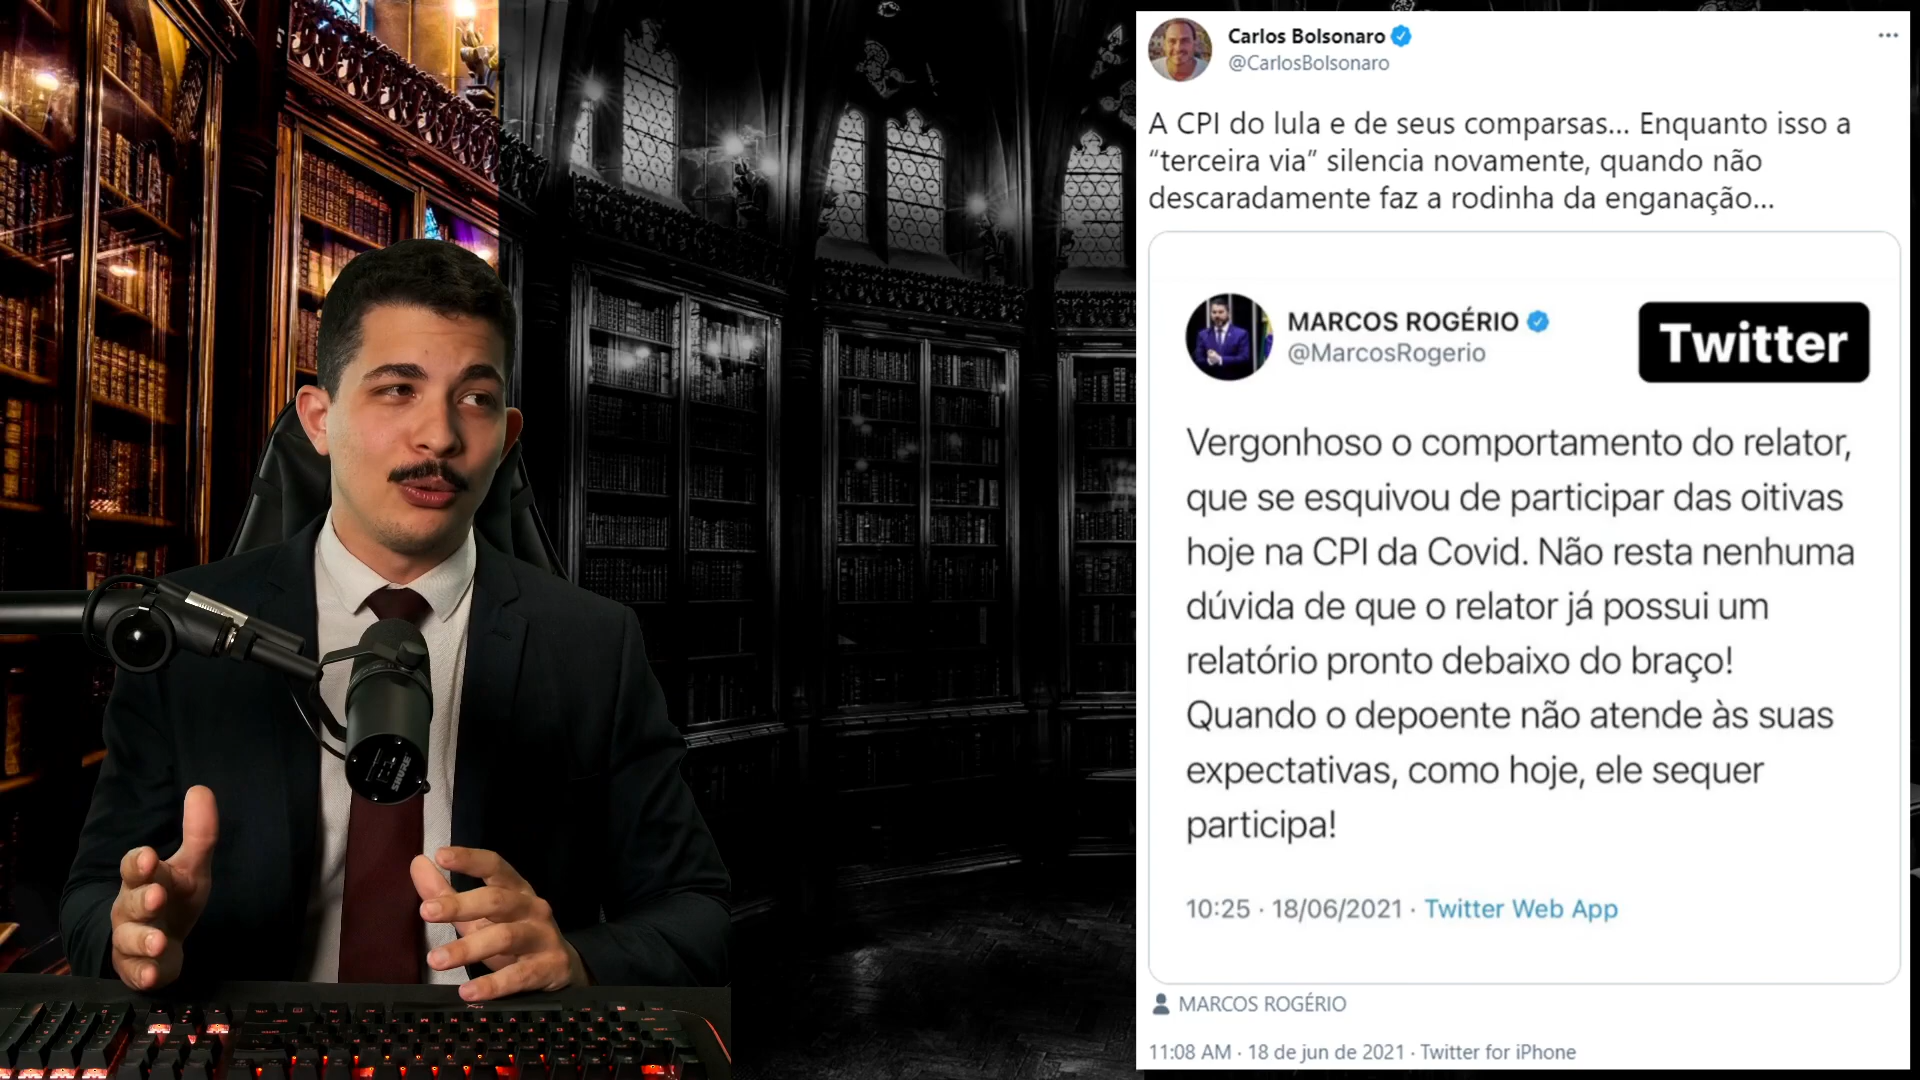 Carlos Bolsonaro
@CarlosBolsonaro
A CPI do lula e de seus comparsas... Enquanto isso a
“terceira via” silencia novamente, quando não
descaradamente faz a rodinha da enganação...
MARCOS ROGÉRIO
@MarcosRogerio
Twitter
Vergonhoso o comportamento do relator,
que se esquivou de participar das oitivas
hoje na CPI da Covid. Não resta nenhuma
dúvida de que o relator já possui um
relatório pronto debaixo do braço!
Quando o depoente não atende às suas
expectativas, como hoje, ele sequer
participa!
10:25 · 18/06/2021 · Twitter Web App
MARCOS ROGÉRIO
11:08 AM · 18 de jun de 2021 · Twitter for iPhone
SHURE